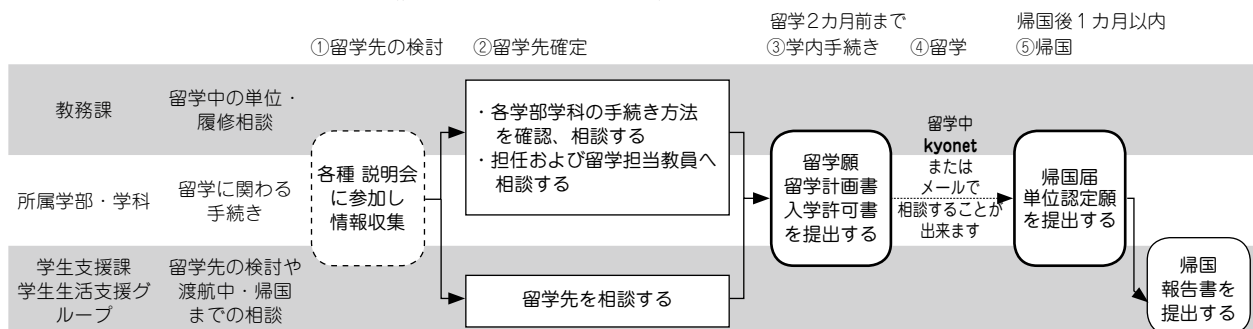 留学2カ月前まで
帰国後1カ月以内
①留学先の検討
②留学先確定
③学内手続き
④留学
⑤帰国
教務課
留学中の単位・
履修相談
所属学部・学科
留学に関わる
手続き
学生支援課
学生生活支援グ
ループ
留学先の検討や
渡航中・帰国
までの相談
各種 説明会
に参加し
情報収集
・各学部学科の手続き方法
を確認、相談する
・担任および留学担当教員へ
相談する
留学先を相談する
留学願
留学計画書
入学許可書
を提出する
留学中
kyonet
または
メールで
相談することが
出来ます
帰国届
単位認定願
を提出する
帰国
報告書を
提出する